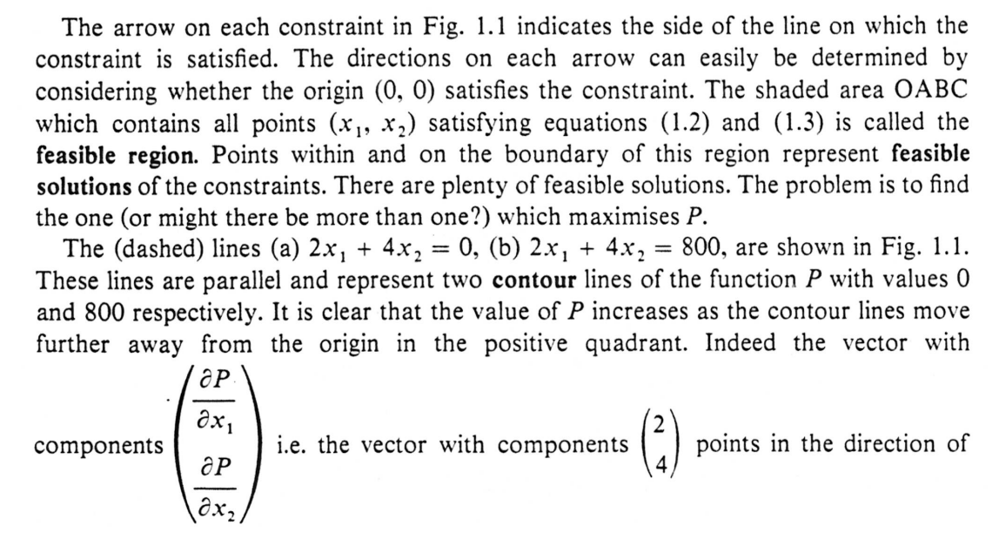 The arrow on each constraint in Fig. 1.1 indicates the side of the line on which the
constraint is satisfied. The directions on each arrow can easily be determined by
considering whether the origin (0, 0) satisfies the constraint. The shaded area OABC
which contains all points (x₁, x₂) satisfying equations (1.2) and (1.3) is called the
feasible region. Points within and on the boundary of this region represent feasible
solutions of the constraints. There are plenty of feasible solutions. The problem is to find
the one (or might there be more than one?) which maximises P.
The (dashed) lines (a) 2x₁ + 4x₂ = 0, (b) 2x₁ + 4x₂ = 800, are shown in Fig. 1.1.
These lines are parallel and represent two contour lines of the function P with values 0
and 800 respectively. It is clear that the value of P increases as the contour lines move
further away from the origin in the positive quadrant. Indeed the vector with
components (∂P/∂x₁ ∂P/∂x₂) i.e. the vector with components (2 4) points in the direction of